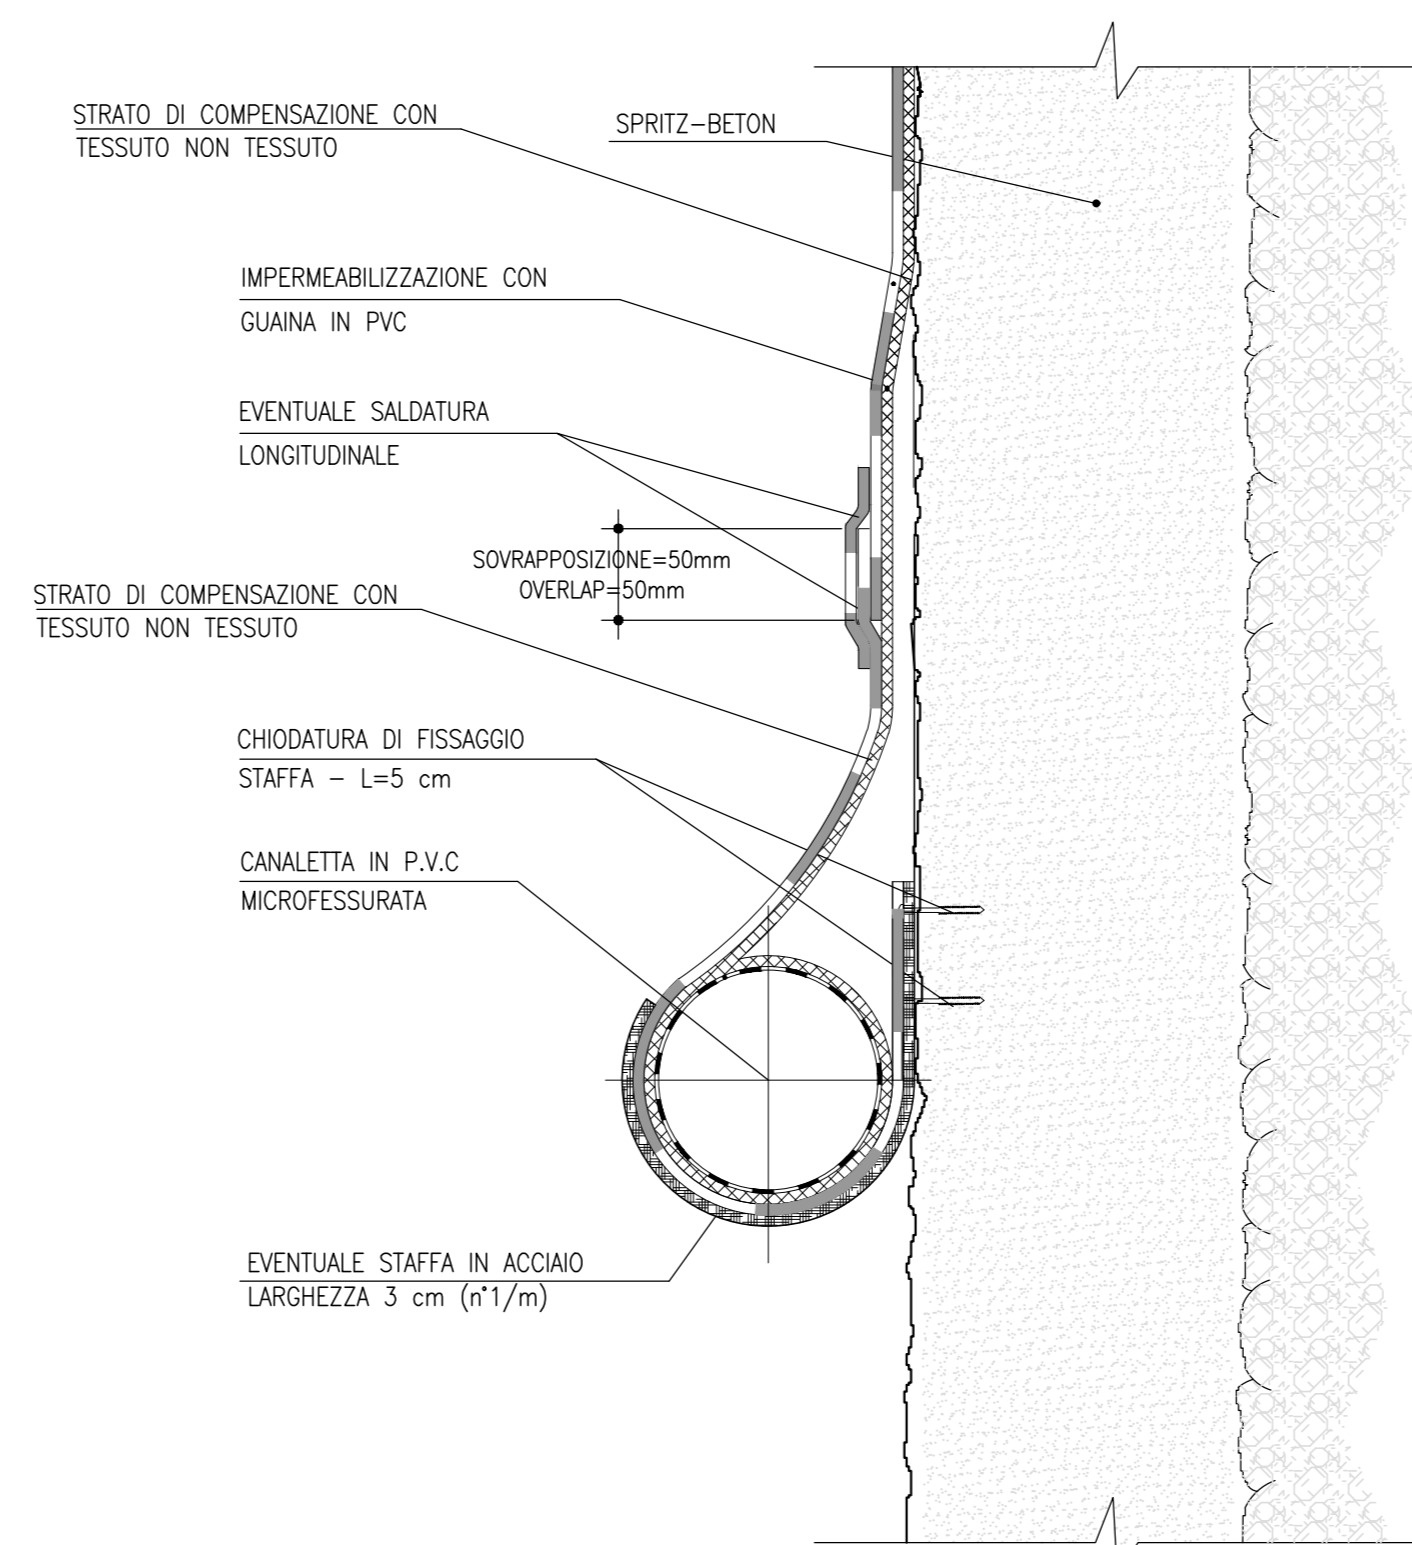 STRATO DI COMPENSAZIONE CON
TESSUTO NON TESSUTO
SPRITZ-BETON
IMPERMEABILIZZAZIONE CON
GUAINA IN PVC
EVENTUALE SALDATURA
LONGITUDINALE
SOVRAPPOSIZIONE=50mm
OVERLAP=50mm
STRATO DI COMPENSAZIONE CON
TESSUTO NON TESSUTO
CHIODATURA DI FISSAGGIO
STAFFA - L=5 cm
CANALETTA IN P.V.C
MICROFESSURATA
EVENTUALE STAFFA IN ACCIAIO
LARGHEZZA 3 cm (n°1/m)